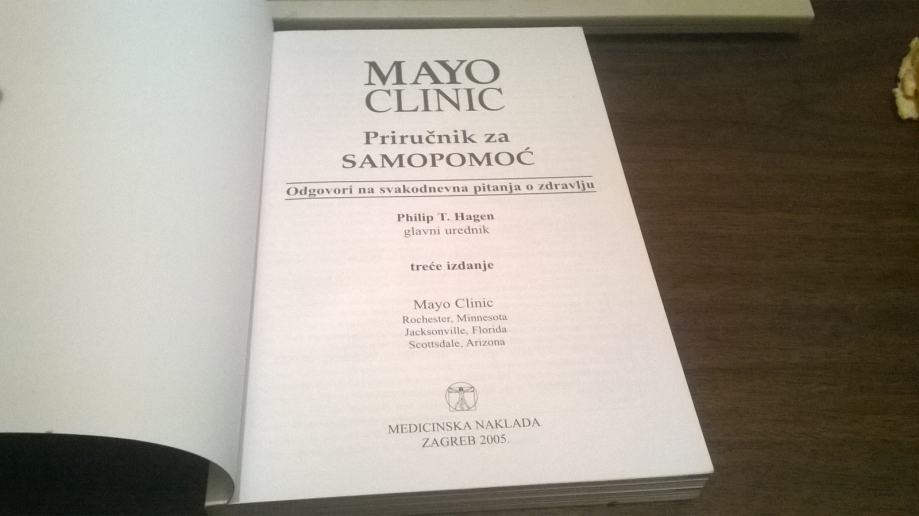 MAYO
CLINIC
Priručnik za
SAMOPOMOĆ
Odgovori na svakodnevna pitanja o zdravlju
Philip T. Hagen
glavni urednik
treće izdanje
Mayo Clinic
Rochester, Minnesota
Jacksonville, Florida
Scottsdale, Arizona
MEDICINSKA NAKLADA
ZAGREB 2005.